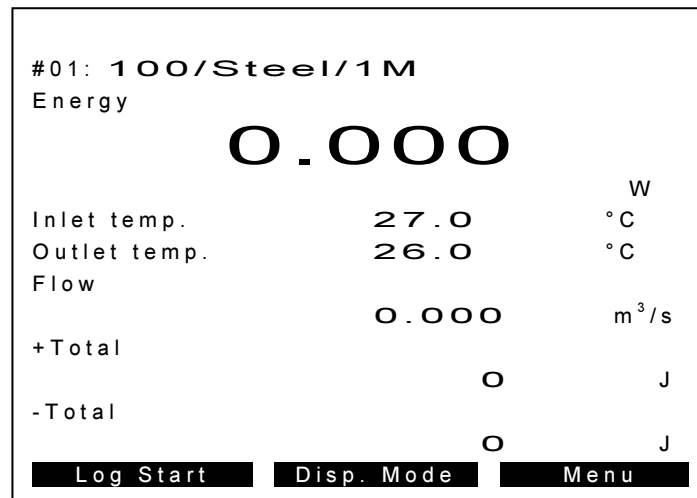 #01: 100/Steel/1M
Energy
0.000
W
Inlet temp. 27.0 °C
Outlet temp. 26.0 °C
Flow
0.000 m³/s
+Total
0 J
-Total
0 J
Log Start Disp. Mode Menu